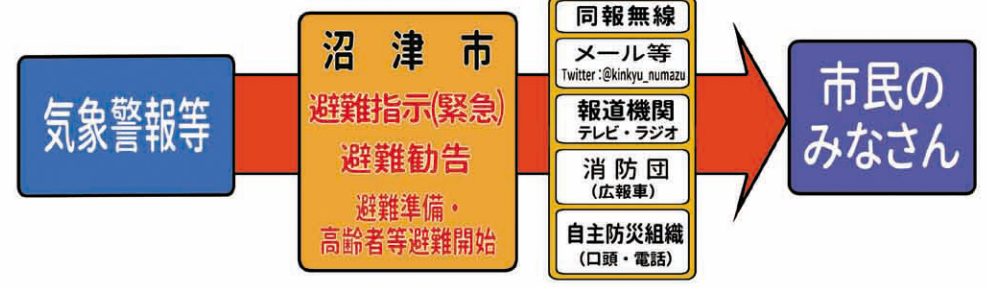 気象警報等
沼津市
避難指示(緊急)
避難勧告
避難準備・
高齢者等避難開始
同報無線
メール等
Twitter:@kinkyu_numazu
報道機関
テレビ・ラジオ
消防団
(広報車)
自主防災組織
(口頭・電話)
市民の
みなさん